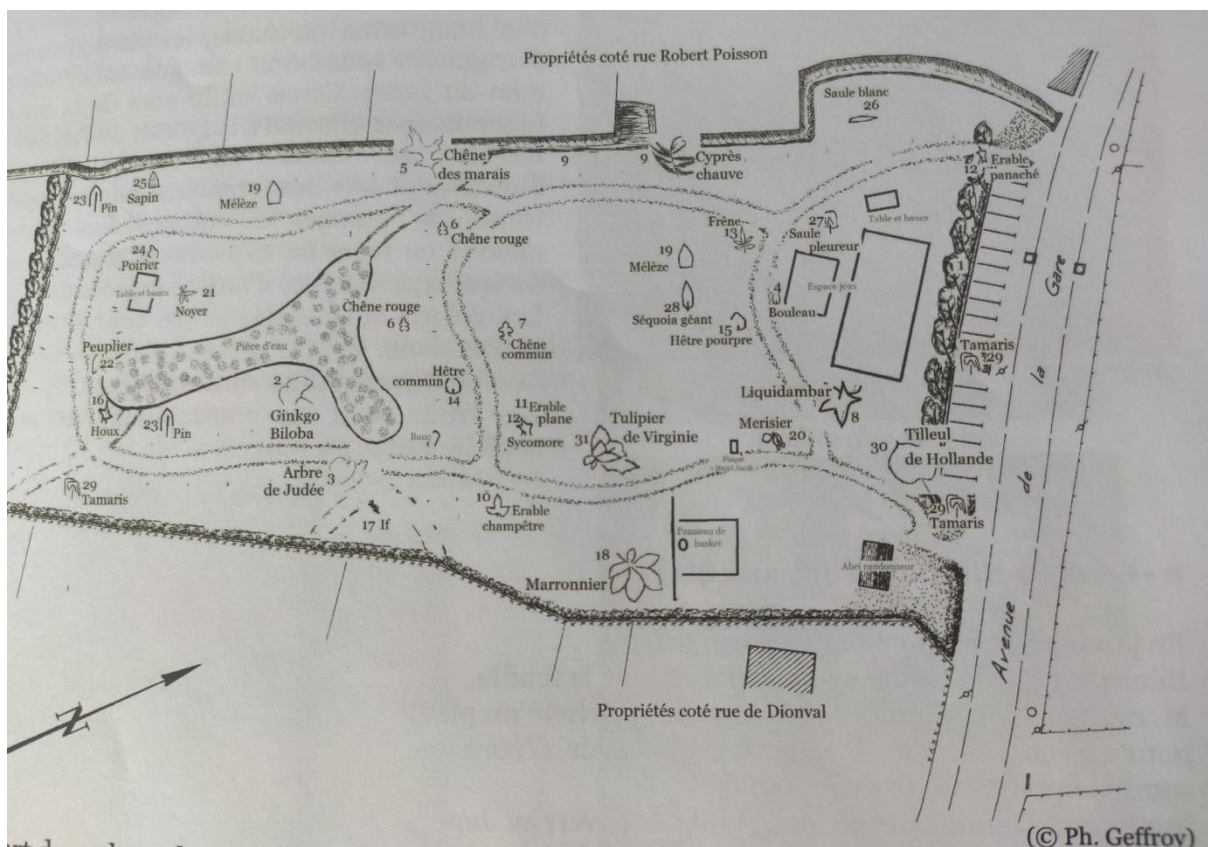 Propriétés coté rue Robert Poisson
Saule blanc
26
5
Chêne
des marais
9
9
Cyprès
chauve
12
Erable
panaché
23
Pin
25
Sapin
19
Mélèze
6
Chêne rouge
Frêne
13
27
Saule
pleureur
Table et bancs
1
24
Poirier
Table et bancs
21
Noyer
19
Mélèze
4
Bouleau
Espace jeux
Gare
Chêne rouge
6
7
Chêne
commun
28
Séquoia géant
15
Hêtre pourpre
Peuplier
22
Pièce d'eau
Tamaris
29
la
2
Ginkgo
Biloba
Hêtre
commun
14
Liquidambar
8
16
Houx
23
Pin
11 Erable
plane
12
Sycomore
Tulipier
de Virginie
31
Merisier
20
de
Banc
30
Tilleul
de Hollande
Arbre
de Judée
3
29
Tamaris
10
Erable
champêtre
29
Tamaris
17 If
Panneau de
basket
18
Marronnier
Abri randonneur
Avenue
N
Propriétés coté rue de Dionval
(© Ph. Geffroy)